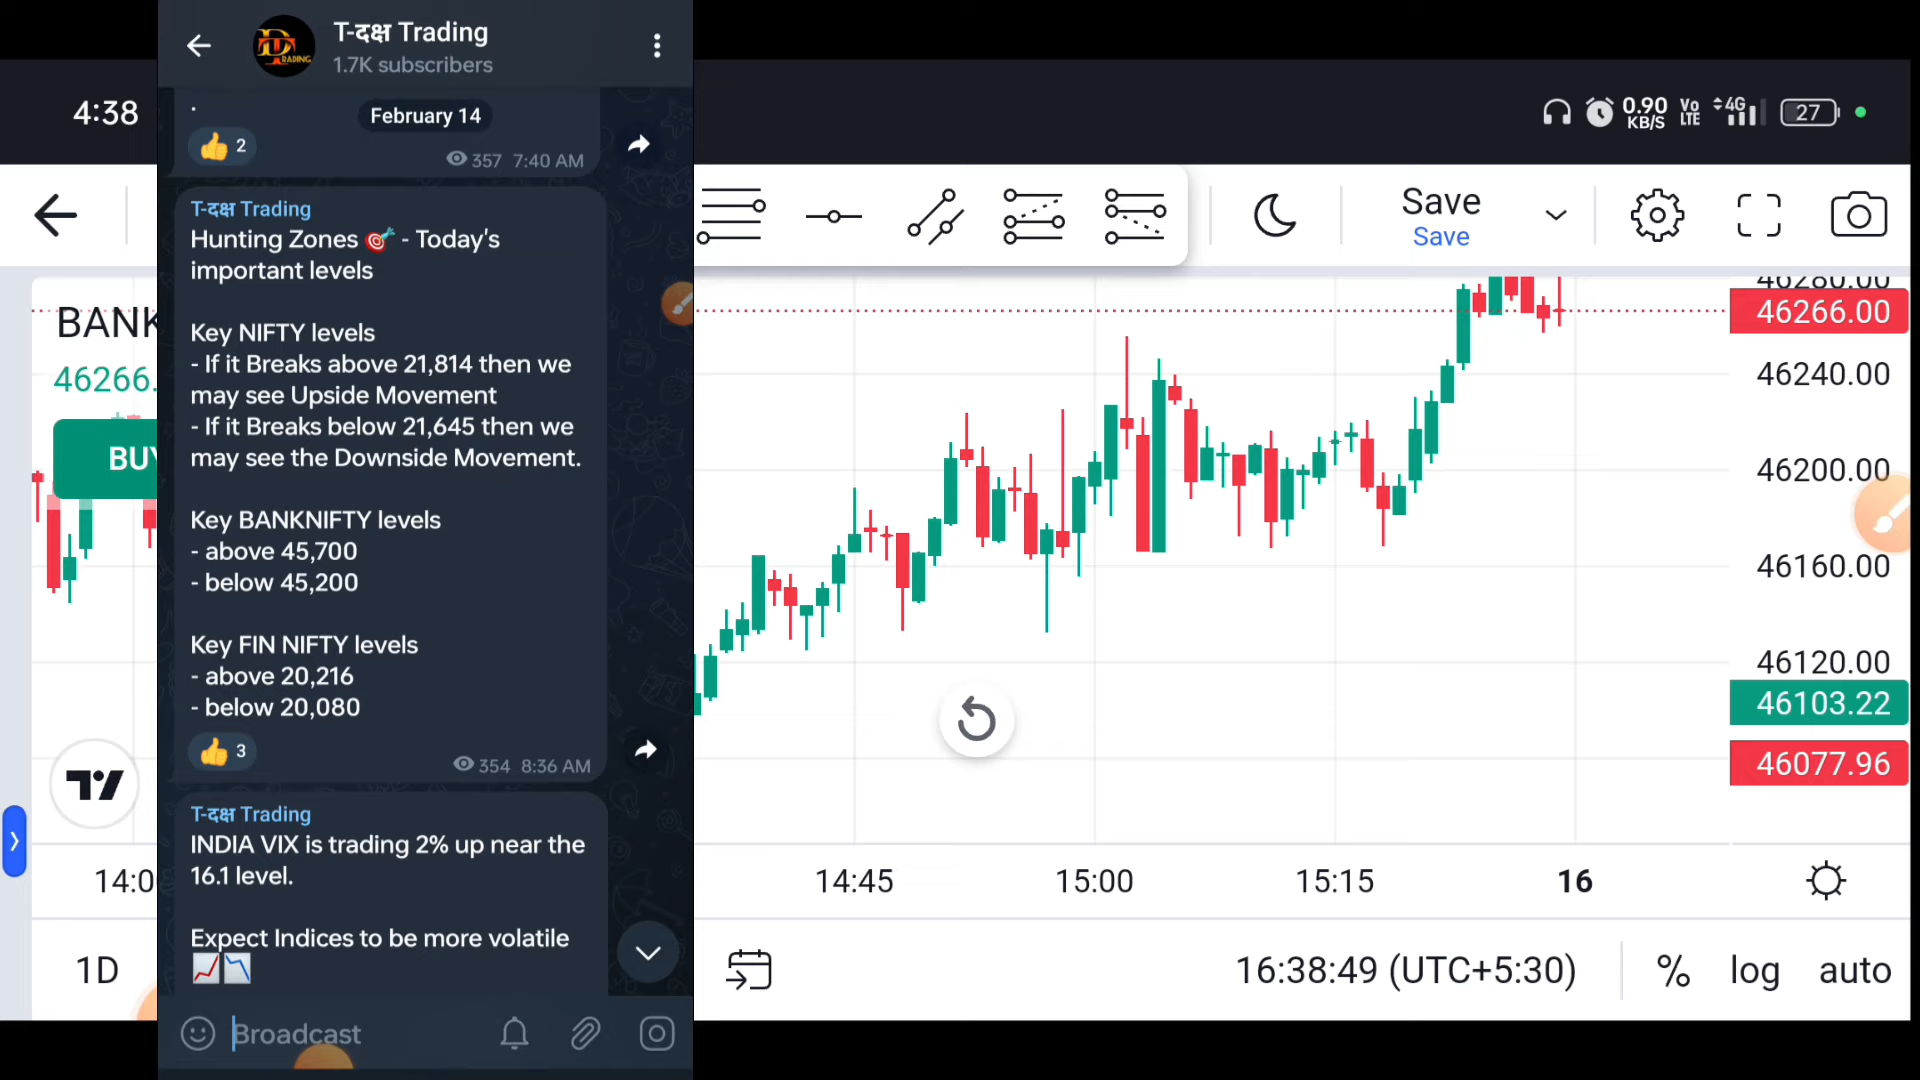 T-दक्ष Trading
1.7K subscribers
February 14
2
357 7:40 AM
T-दक्ष Trading
Hunting Zones 🎯 - Today's
important levels
Key NIFTY levels
- If it Breaks above 21,814 then we
may see Upside Movement
- If it Breaks below 21,645 then we
may see the Downside Movement.
Key BANKNIFTY levels
- above 45,700
- below 45,200
Key FIN NIFTY levels
- above 20,216
- below 20,080
3
354 8:36 AM
T-दक्ष Trading
INDIA VIX is trading 2% up near the
16.1 level.
Expect Indices to be more volatile
Broadcast
4:38
0.90
KB/S
Vo
LTE
4G
27
Save
Save
BANK
46266.
BUY
46280.00
46266.00
46240.00
46200.00
46160.00
46120.00
46103.22
46077.96
14:0
14:45
15:00
15:15
16
1D
16:38:49 (UTC+5:30)
%
log
auto